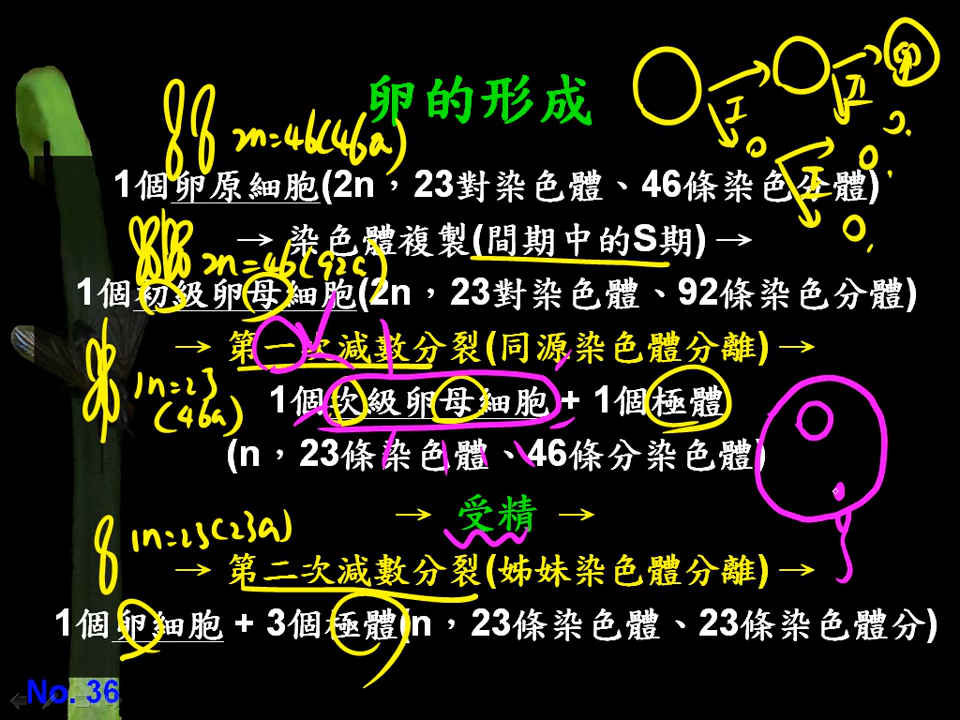 卵的形成
I
II
卵
2n=46(46a)
1個卵原細胞(2n，23對染色體、46條染色分體)
I
→ 染色體複製(間期中的S期) →
2n=46(92a)
1個初級卵母細胞(2n，23對染色體、92條染色分體)
→ 第一次減數分裂(同源染色體分離) →
1n=23
(46a)
1個次級卵母細胞 + 1個極體
(n，23條染色體、46條分染色體)
→ 受精 →
1n=23(23a)
→ 第二次減數分裂(姊妹染色體分離) →
1個卵細胞 + 3個極體(n，23條染色體、23條染色體分)
No. 36